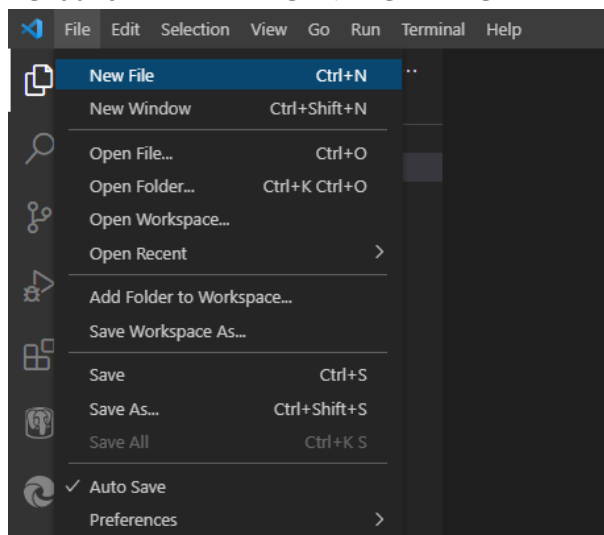 File Edit Selection View Go Run Terminal Help
New File Ctrl+N
New Window Ctrl+Shift+N
Open File... Ctrl+O
Open Folder... Ctrl+K Ctrl+O
Open Workspace...
Open Recent
Add Folder to Workspace...
Save Workspace As...
Save Ctrl+S
Save As... Ctrl+Shift+S
Save All Ctrl+K S
Auto Save
Preferences